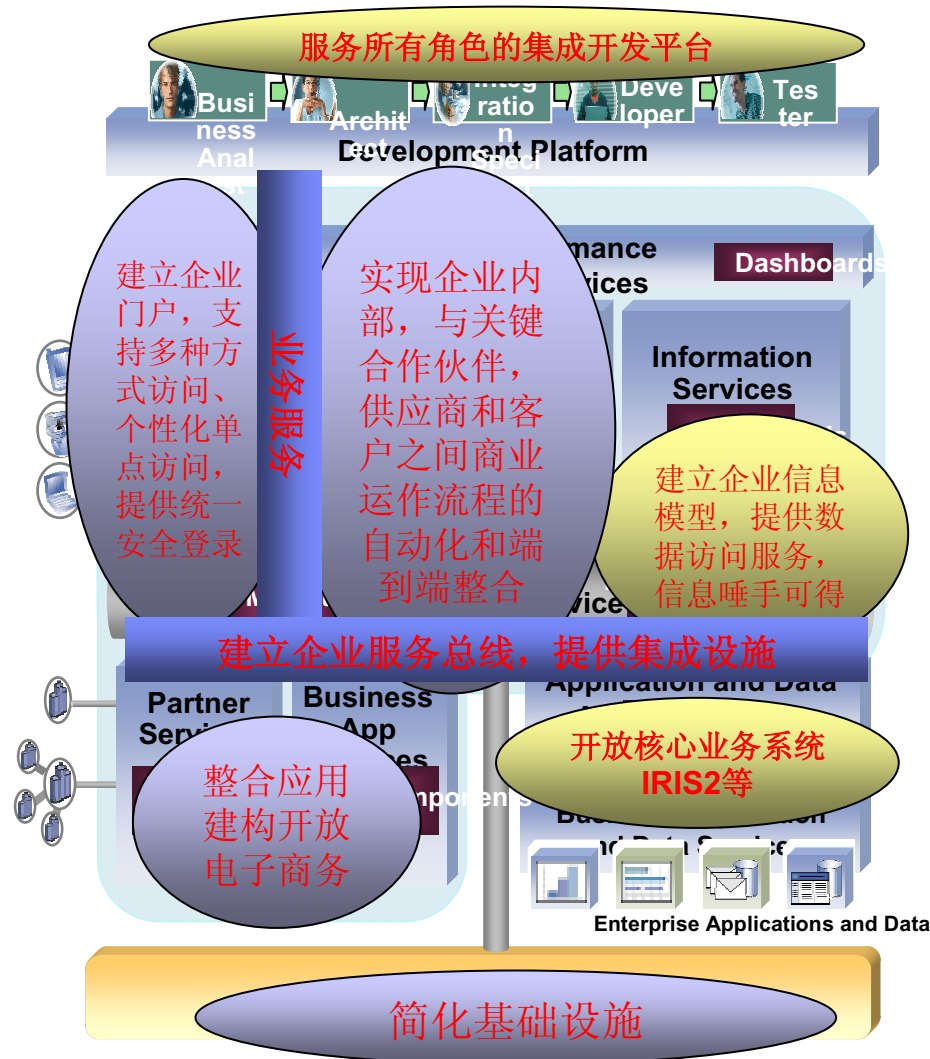 服务所有角色的集成开发平台
Busi
ness
Anal
Archit
ect
ratio
n
Deve
loper
Tes
ter
Development Platform
建立企业
门户，支
持多种方
式访问、
个性化单
点访问，
提供统一
安全登录
业务服务
实现企业内
部，与关键
合作伙伴，
供应商和客
户之间商业
运作流程的
自动化和端
到端整合
Dashboards
Information
Services
建立企业信息
模型，提供数
据访问服务，
信息唾手可得
建立企业服务总线，提供集成设施
Partner
Business
App
Application and Data
整合应用
建构开放
电子商务
开放核心业务系统
IRIS2等
Enterprise Applications and Data
简化基础设施